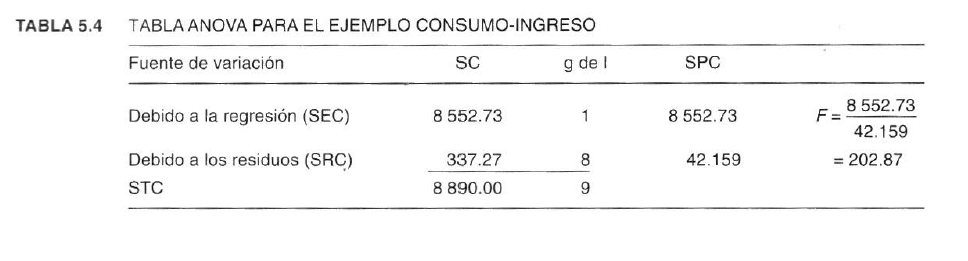 TABLA 5.4 TABLA ANOVA PARA EL EJEMPLO CONSUMO-INGRESO
Fuente de variación SC g de l SPC
Debido a la regresión (SEC) 8 552.73 1 8 552.73 F = 8 552.73 / 42.159
Debido a los residuos (SRC) 337.27 8 42.159 = 202.87
STC 8 890.00 9